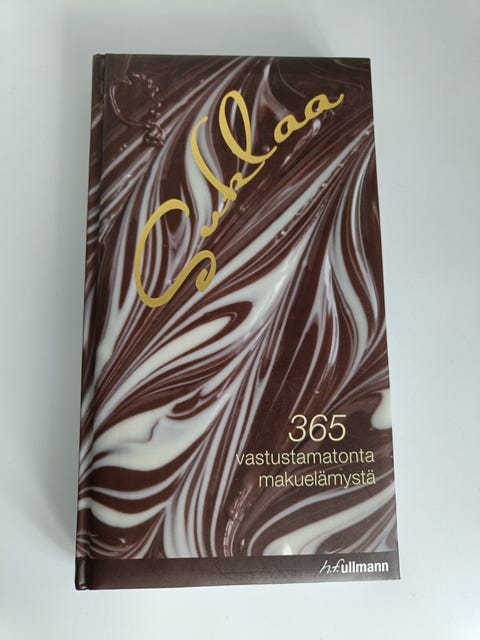 Suklaa
365
vastustamatonta
makuelämystä
h.f.ullmann